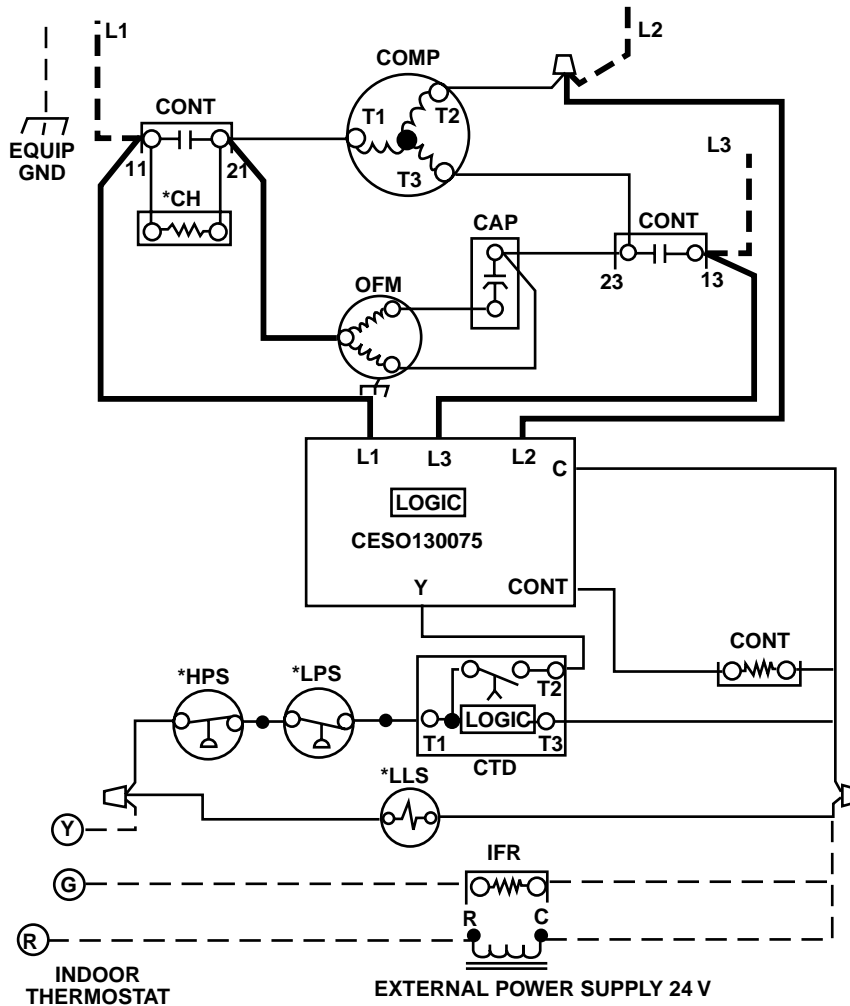 L1
L2
COMP
CONT
T1
T2
EQUIP
GND
11
21
T3
L3
*CH
CAP
CONT
23
13
OFM
L1
L3
L2
C
LOGIC
CESO130075
Y
CONT
CONT
*HPS
*LPS
T2
T1
LOGIC
T3
CTD
*LLS
Y
IFR
G
R
C
R
INDOOR
THERMOSTAT
EXTERNAL POWER SUPPLY 24 V